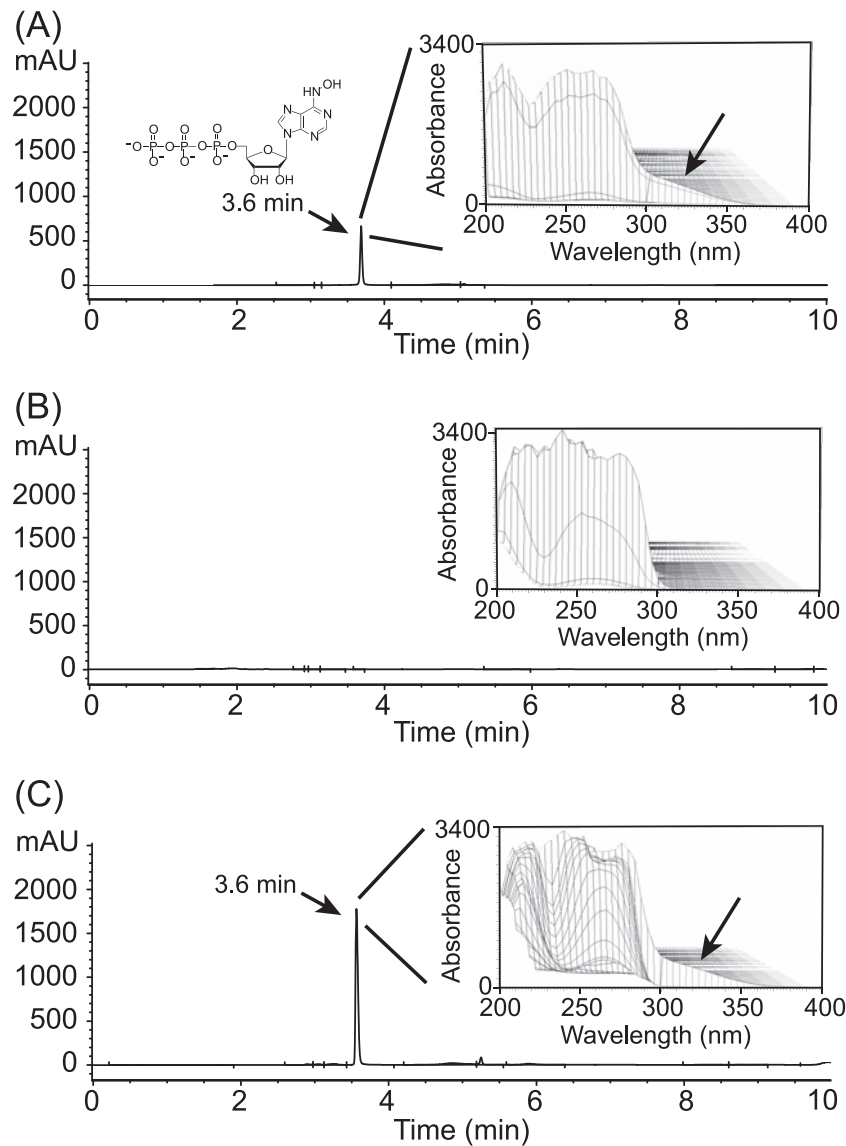 (A)
mAU
2000
1500
1000
500
0
0 2 4 6 8 10
Time (min)
OH
HN
N N
N N
O O O
⁻O P O P O P O O
O⁻ O⁻ O⁻
OH OH
3.6 min
3400
Absorbance
0
200 250 300 350 400
Wavelength (nm)
(B)
mAU
2000
1500
1000
500
0
0 2 4 6 8 10
Time (min)
3400
Absorbance
0
200 250 300 350 400
Wavelength (nm)
(C)
mAU
2000
1500
1000
500
0
0 2 4 6 8 10
Time (min)
3.6 min
3400
Absorbance
0
200 250 300 350 400
Wavelength (nm)